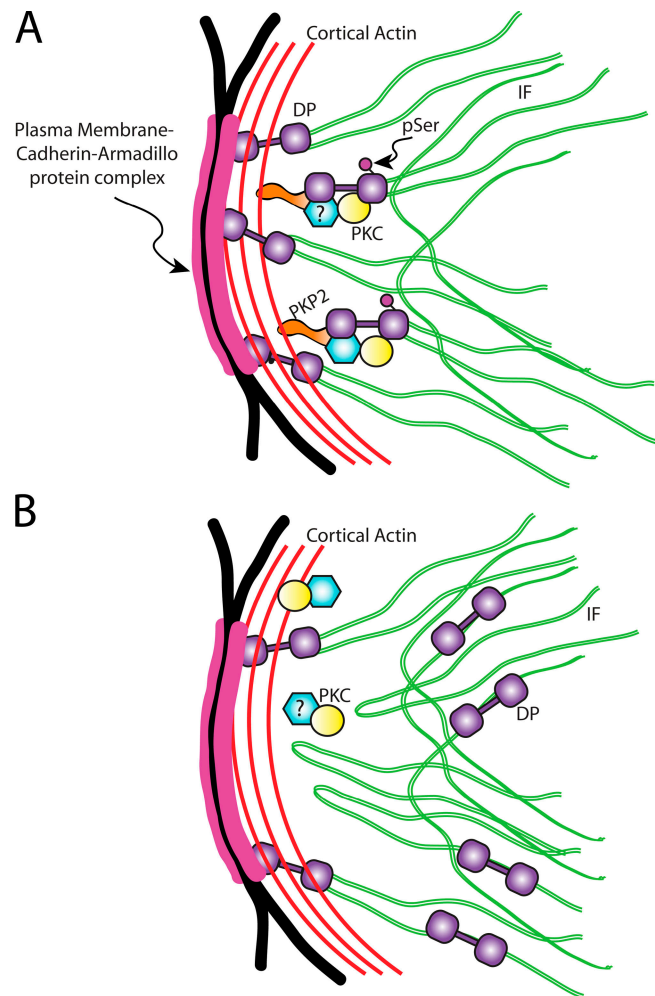 A
Cortical Actin
DP
IF
pSer
Plasma Membrane-
Cadherin-Armadillo
protein complex
?
PKC
PKP2
B
Cortical Actin
IF
PKC
?
DP